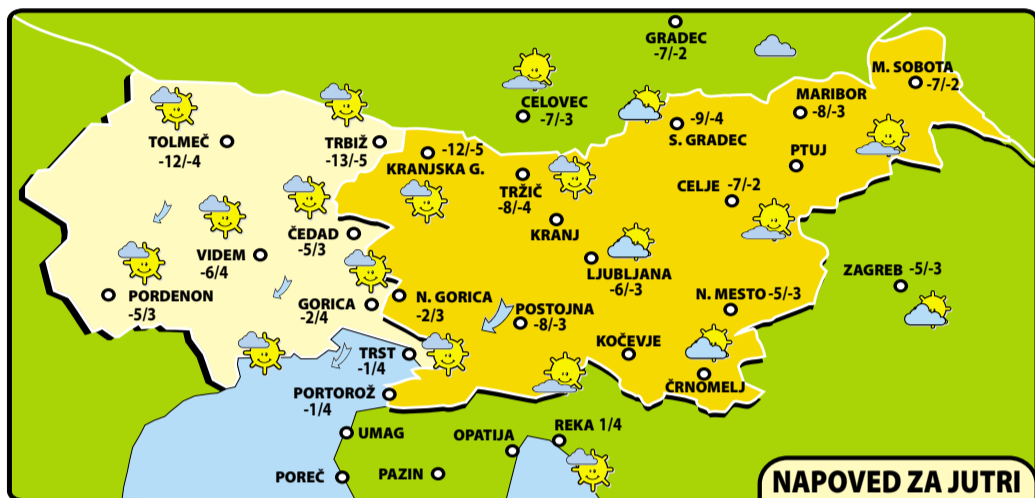 GRADEC
-7/-2
M. SOBOTA
-7/-2
MARIBOR
-8/-3
CELOVEC
-7/-3
-9/-4
S. GRADEC
TOLMEČ
-12/-4
TRBIŽ
-13/-5
-12/-5
KRANJSKA G.
PTUJ
TRŽIČ
-8/-4
CELJE -7/-2
KRANJ
ČEDAD
-5/3
VIDEM
-6/4
LJUBLJANA
-6/-3
ZAGREB -5/-3
PORDENON
-5/3
GORICA
-2/4
N. GORICA
-2/3
POSTOJNA
-8/-3
N. MESTO -5/-3
KOČEVJE
TRST
-1/4
ČRNOMELJ
PORTOROŽ
-1/4
UMAG
OPATIJA
REKA 1/4
POREČ
PAZIN
NAPOVED ZA JUTRI